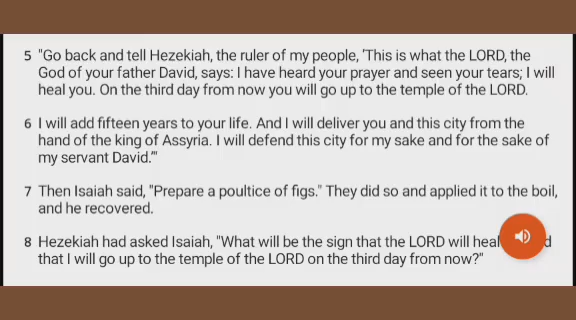 5 "Go back and tell Hezekiah, the ruler of my people, 'This is what the LORD, the
God of your father David, says: I have heard your prayer and seen your tears; I will
heal you. On the third day from now you will go up to the temple of the LORD.
6 I will add fifteen years to your life. And I will deliver you and this city from the
hand of the king of Assyria. I will defend this city for my sake and for the sake of
my servant David.'"
7 Then Isaiah said, "Prepare a poultice of figs." They did so and applied it to the boil,
and he recovered.
8 Hezekiah had asked Isaiah, "What will be the sign that the LORD will heal
that I will go up to the temple of the LORD on the third day from now?"